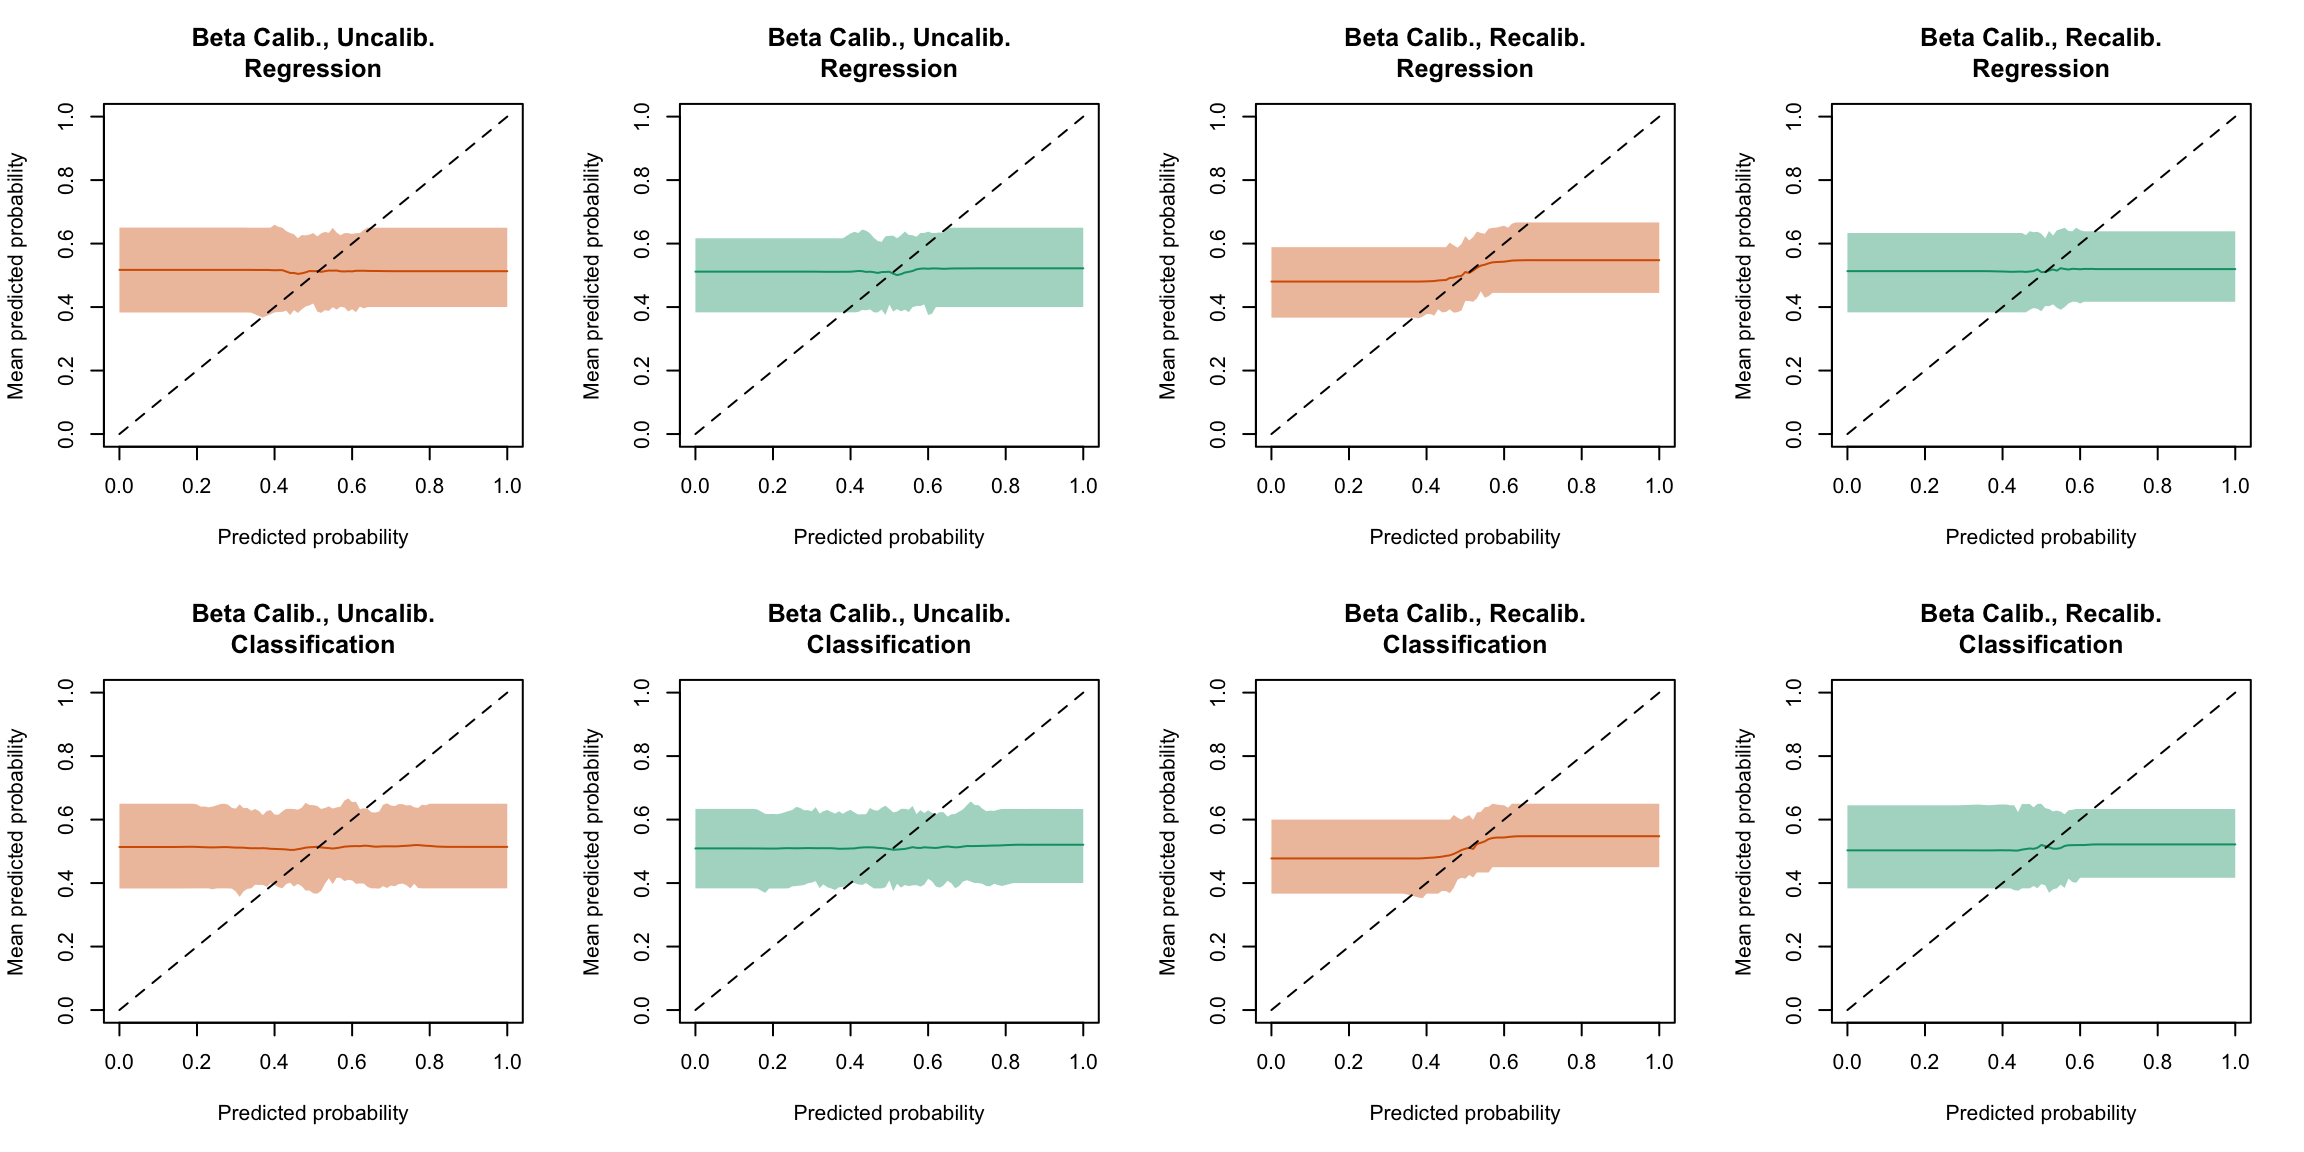 Beta Calib., Uncalib.
Regression
Mean predicted probability
0.0 0.2 0.4 0.6 0.8 1.0
0.0 0.2 0.4 0.6 0.8 1.0
Predicted probability
Beta Calib., Uncalib.
Regression
Mean predicted probability
0.0 0.2 0.4 0.6 0.8 1.0
0.0 0.2 0.4 0.6 0.8 1.0
Predicted probability
Beta Calib., Recalib.
Regression
Mean predicted probability
0.0 0.2 0.4 0.6 0.8 1.0
0.0 0.2 0.4 0.6 0.8 1.0
Predicted probability
Beta Calib., Recalib.
Regression
Mean predicted probability
0.0 0.2 0.4 0.6 0.8 1.0
0.0 0.2 0.4 0.6 0.8 1.0
Predicted probability
Beta Calib., Uncalib.
Classification
Mean predicted probability
0.0 0.2 0.4 0.6 0.8 1.0
0.0 0.2 0.4 0.6 0.8 1.0
Predicted probability
Beta Calib., Uncalib.
Classification
Mean predicted probability
0.0 0.2 0.4 0.6 0.8 1.0
0.0 0.2 0.4 0.6 0.8 1.0
Predicted probability
Beta Calib., Recalib.
Classification
Mean predicted probability
0.0 0.2 0.4 0.6 0.8 1.0
0.0 0.2 0.4 0.6 0.8 1.0
Predicted probability
Beta Calib., Recalib.
Classification
Mean predicted probability
0.0 0.2 0.4 0.6 0.8 1.0
0.0 0.2 0.4 0.6 0.8 1.0
Predicted probability